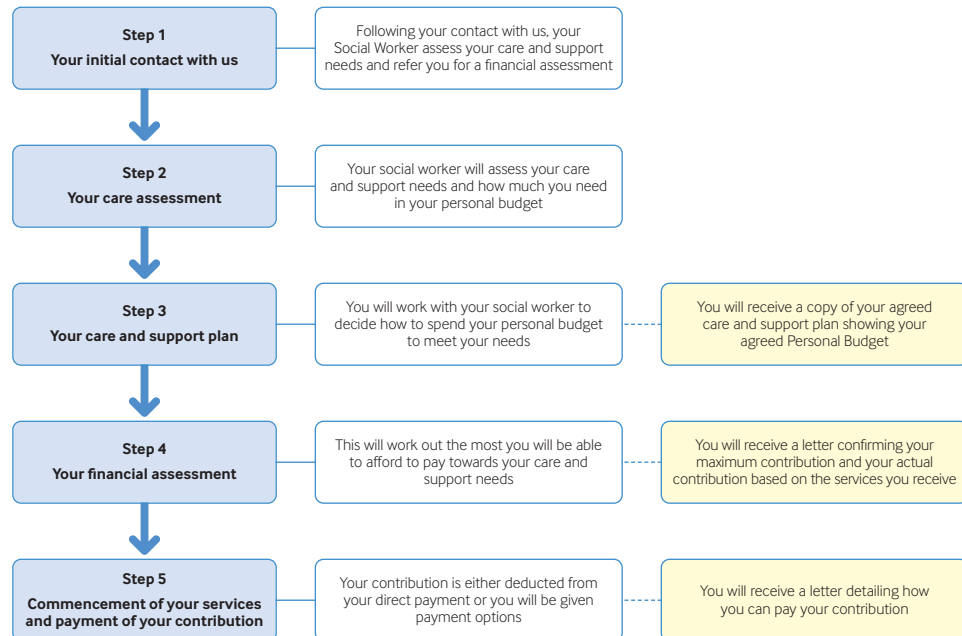 Step 1
Your initial contact with us
Following your contact with us, your
Social Worker assess your care and support
needs and refer you for a financial assessment
Step 2
Your care assessment
Your social worker will assess your care
and support needs and how much you need
in your personal budget
Step 3
Your care and support plan
You will work with your social worker to
decide how to spend your personal budget
to meet your needs
You will receive a copy of your agreed
care and support plan showing your
agreed Personal Budget
Step 4
Your financial assessment
This will work out the most you will be able
to afford to pay towards your care and
support needs
You will receive a letter confirming your
maximum contribution and your actual
contribution based on the services you receive
Step 5
Commencement of your services
and payment of your contribution
Your contribution is either deducted from
your direct payment or you will be given
payment options
You will receive a letter detailing how
you can pay your contribution